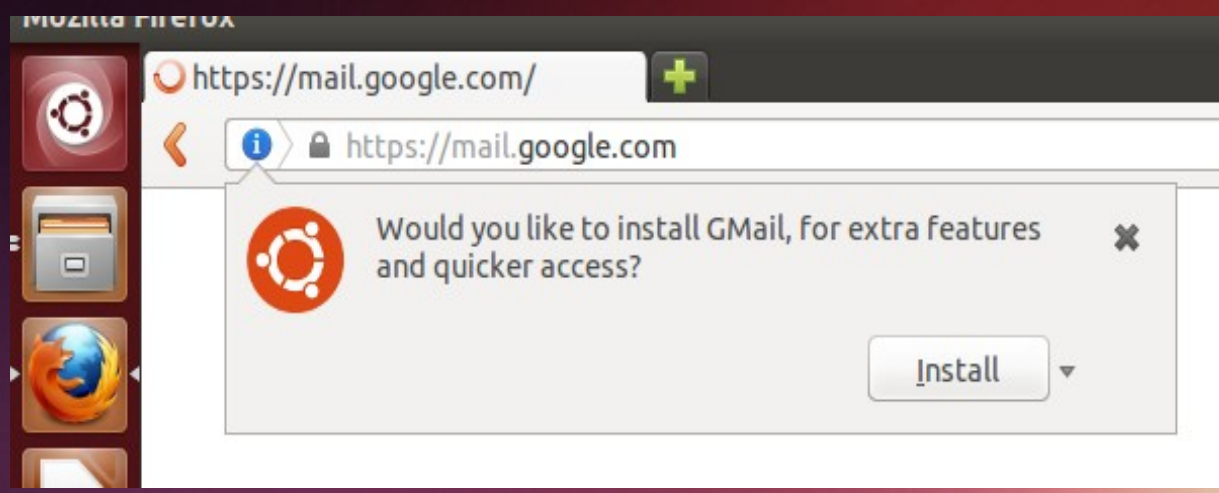 Mozilla Firefox
https://mail.google.com/
https://mail.google.com
Would you like to install GMail, for extra features
and quicker access?
Install